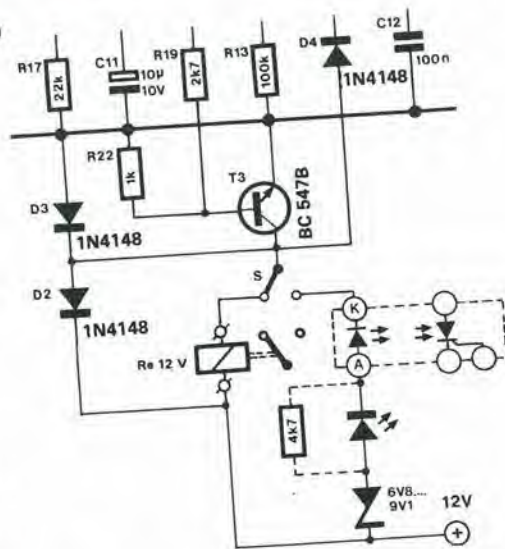 R17
22k
C11
10µ
10V
R19
2k7
R13
100k
D4
1N4148
C12
100n
R22
1k
T3
BC 547B
D3
1N4148
D2
1N4148
S
K
Re 12 V
A
4k7
6V8....
9V1
12V
+